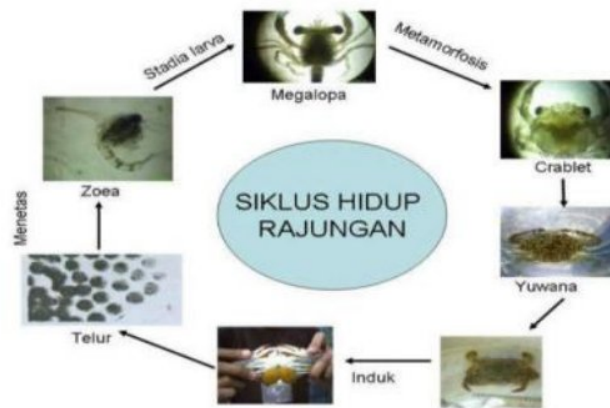 Stadia larva
Megalopa
Metamorfosis
Crablet
Yuwana
Induk
Telur
Menetas
Zoea
SIKLUS HIDUP
RAJUNGAN